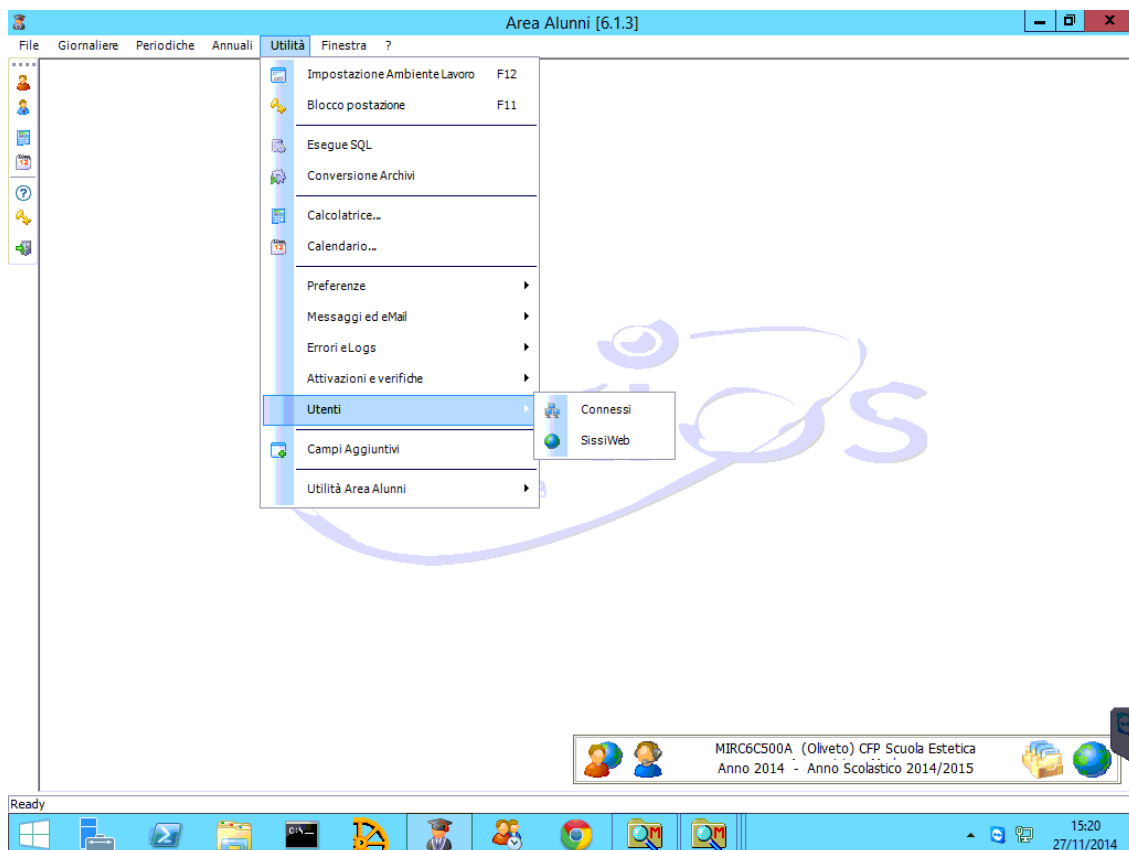 Area Alunni [6.1.3]
File Giornaliere Periodiche Annuali Utilità Finestra ?
Impostazione Ambiente Lavoro F12
Blocco postazione F11
Esegue SQL
Conversione Archivi
Calcolatrice...
Calendario...
Preferenze
Messaggi ed eMail
Errori e Logs
Attivazioni e verifiche
Utenti
Connessi
SissiWeb
Campi Aggiuntivi
Utilità Area Alunni
MIRC6C500A (Oliveto) CFP Scuola Estetica
Anno 2014 - Anno Scolastico 2014/2015
Ready
15:20
27/11/2014